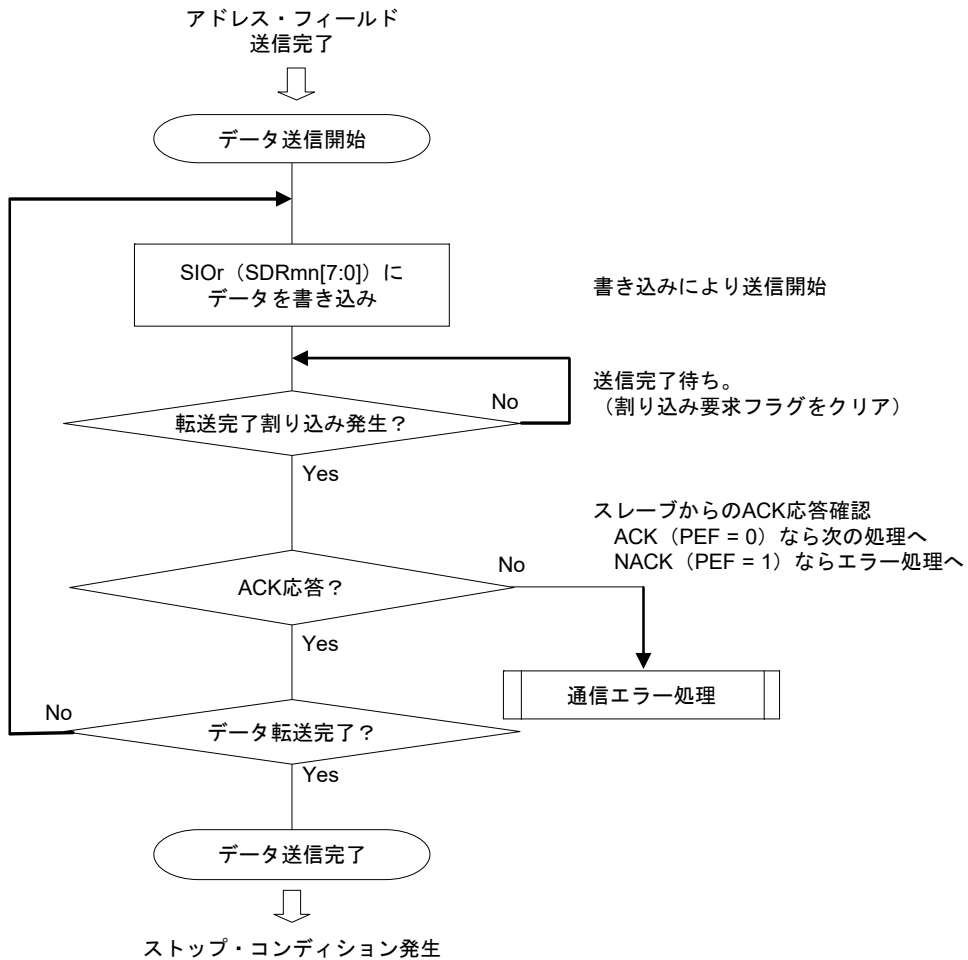 アドレス・フィールド
送信完了
データ送信開始
SIOr（SDRmn[7:0]）に
データを書き込み
書き込みにより送信開始
送信完了待ち。
（割り込み要求フラグをクリア）
転送完了割り込み発生？
No
Yes
スレーブからのACK応答確認
ACK（PEF = 0）なら次の処理へ
NACK（PEF = 1）ならエラー処理へ
ACK応答？
No
Yes
通信エラー処理
データ転送完了？
No
Yes
データ送信完了
ストップ・コンディション発生